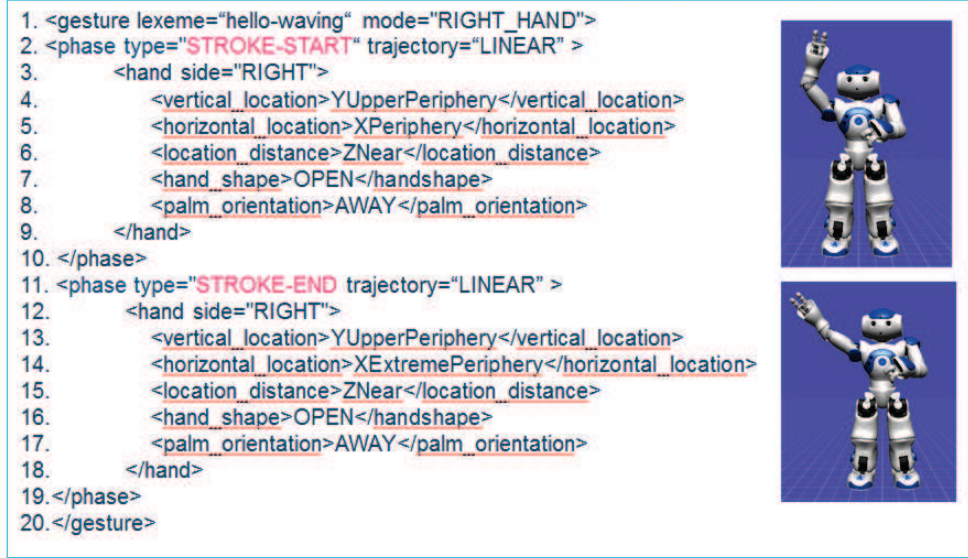 1. <gesture lexeme=“hello-waving“ mode="RIGHT_HAND">
2. <phase type="STROKE-START“ trajectory=“LINEAR” >
3. <hand side="RIGHT">
4. <vertical_location>YUpperPeriphery</vertical_location>
5. <horizontal_location>XPeriphery</horizontal_location>
6. <location_distance>ZNear</location_distance>
7. <hand_shape>OPEN</handshape>
8. <palm_orientation>AWAY</palm_orientation>
9. </hand>
10. </phase>
11. <phase type="STROKE-END trajectory=“LINEAR” >
12. <hand side="RIGHT">
13. <vertical_location>YUpperPeriphery</vertical_location>
14. <horizontal_location>XExtremePeriphery</horizontal_location>
15. <location_distance>ZNear</location_distance>
16. <hand_shape>OPEN</handshape>
17. <palm_orientation>AWAY</palm_orientation>
18. </hand>
19.</phase>
20.</gesture>